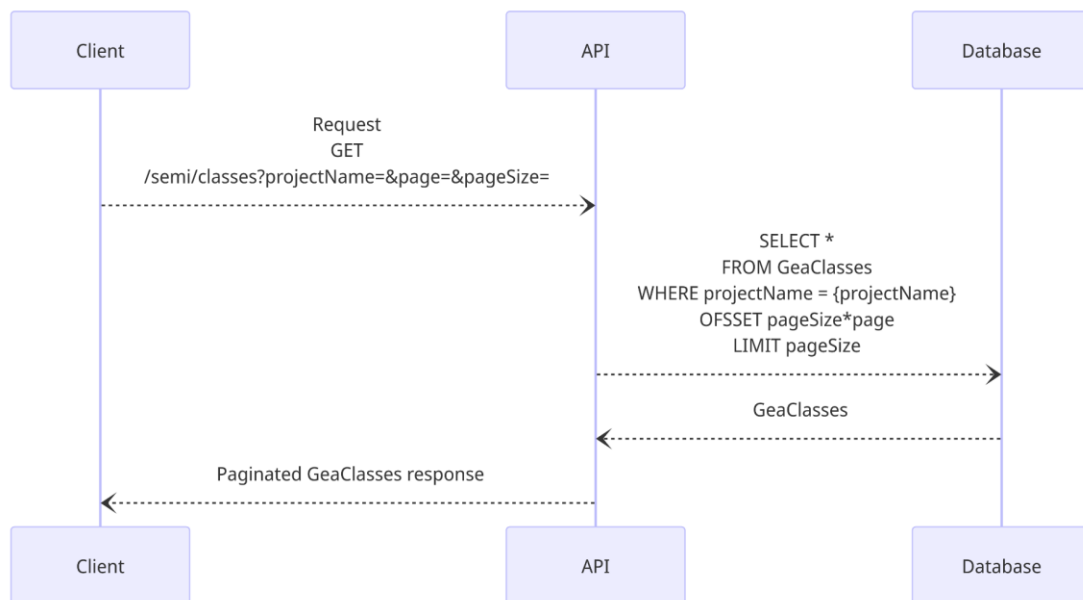 Client
API
Database
Request
GET
/semi/classes?projectName=&page=&pageSize=
SELECT *
FROM GeaClasses
WHERE projectName = {projectName}
OFSSET pageSize*page
LIMIT pageSize
GeaClasses
Paginated GeaClasses response
Client
API
Database